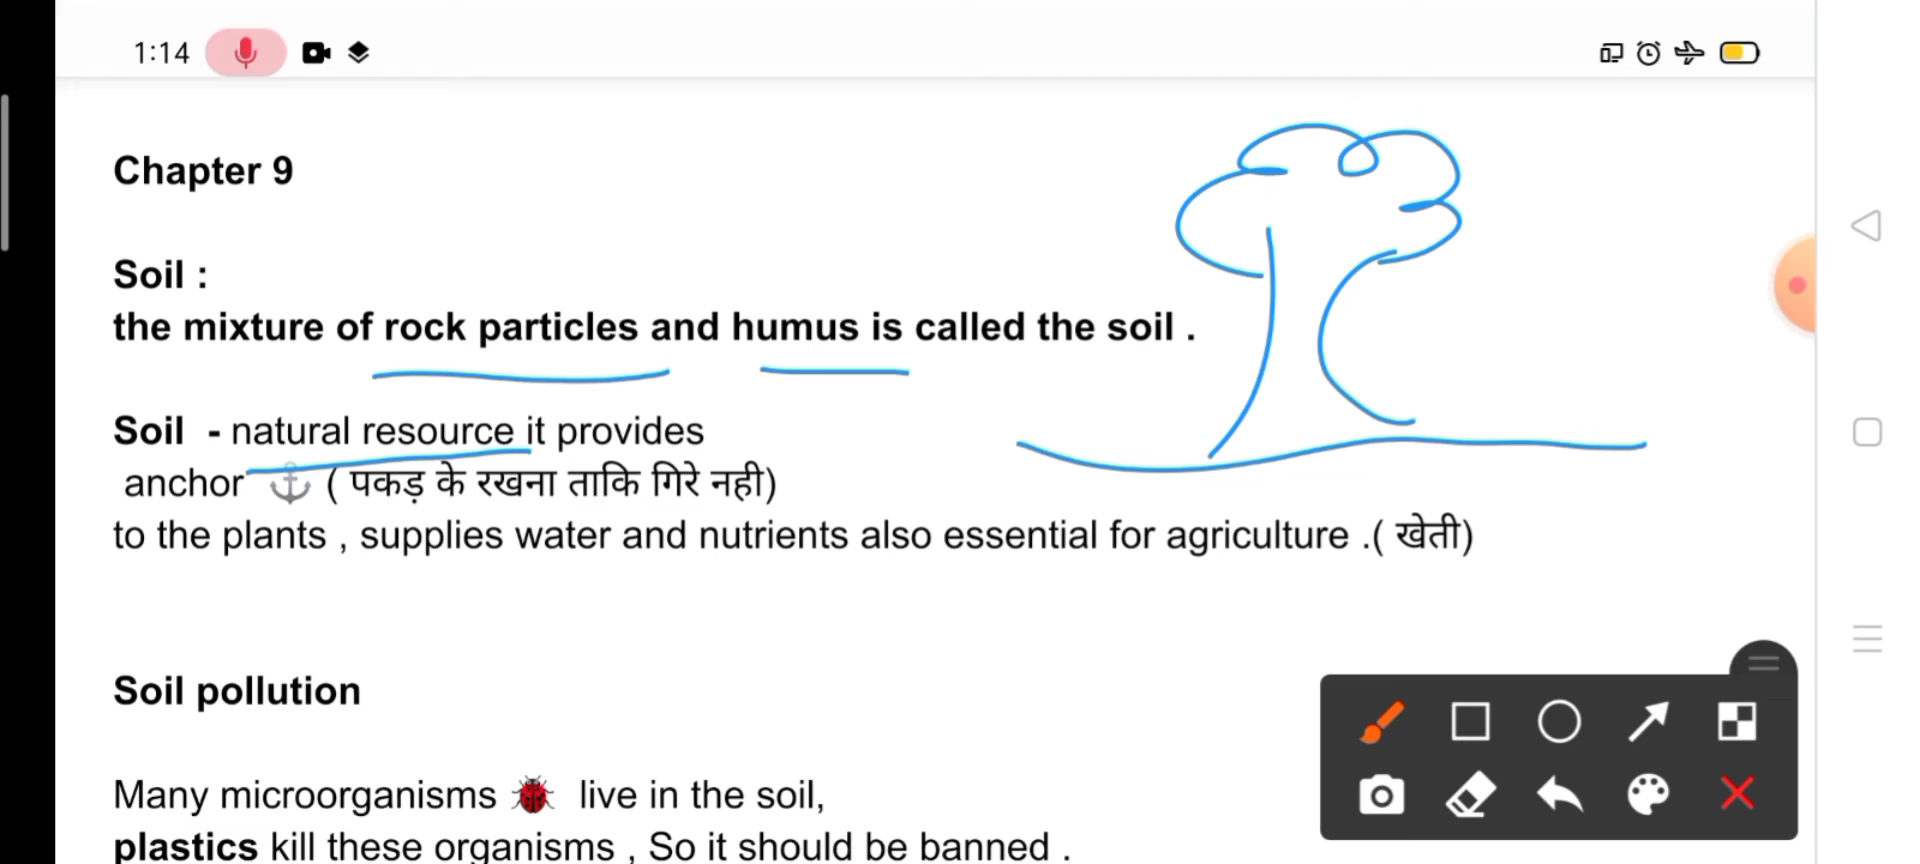 1:14
Chapter 9
Soil :
the mixture of rock particles and humus is called the soil .
Soil - natural resource it provides
anchor ⚓ ( पकड़ के रखना ताकि गिरे नही)
to the plants , supplies water and nutrients also essential for agriculture .( खेती)
Soil pollution
Many microorganisms 🐞 live in the soil,
plastics kill these organisms , So it should be banned .